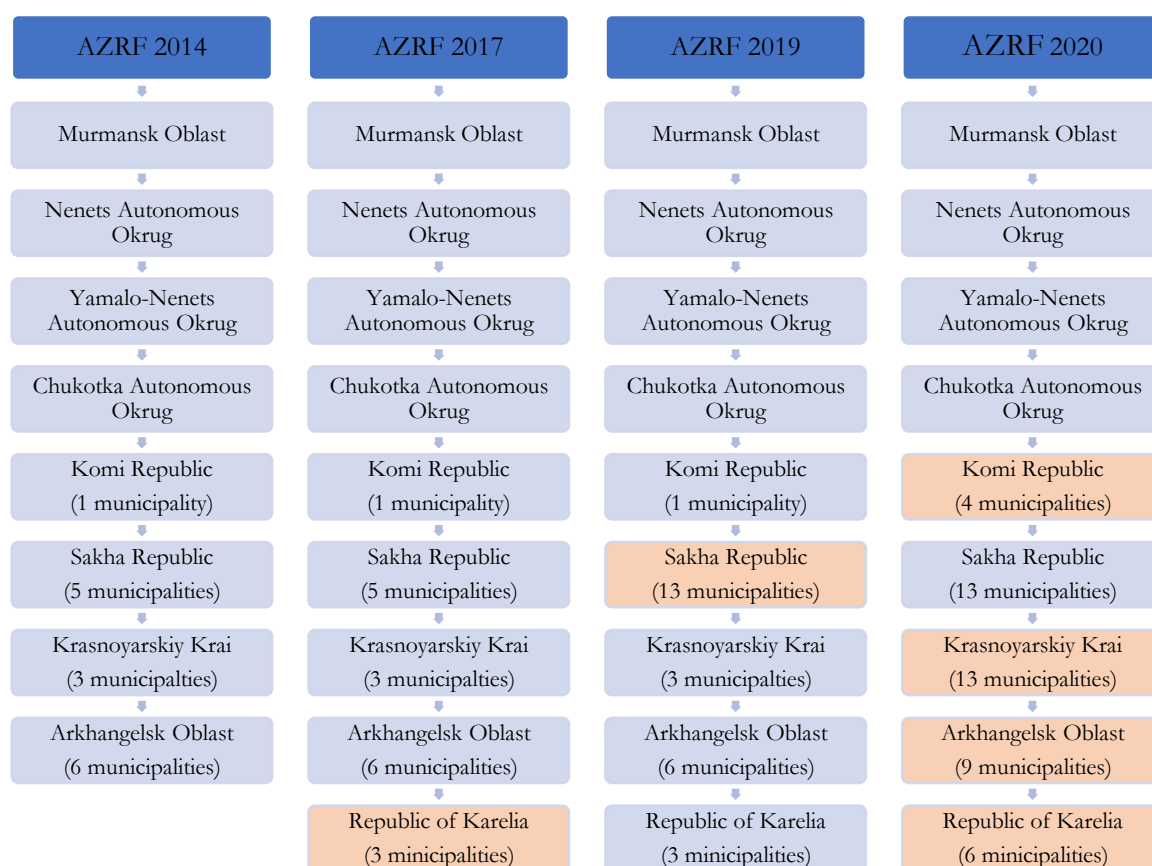 AZRF 2014
Murmansk Oblast
Nenets Autonomous
Okrug
Yamalo-Nenets
Autonomous Okrug
Chukotka Autonomous
Okrug
Komi Republic
(1 municipality)
Sakha Republic
(5 municipalities)
Krasnoyarskiy Krai
(3 municipalties)
Arkhangelsk Oblast
(6 municipalities)
AZRF 2017
Murmansk Oblast
Nenets Autonomous
Okrug
Yamalo-Nenets
Autonomous Okrug
Chukotka Autonomous
Okrug
Komi Republic
(1 municipality)
Sakha Republic
(5 municipalities)
Krasnoyarskiy Krai
(3 municipalties)
Arkhangelsk Oblast
(6 municipalities)
Republic of Karelia
(3 minicipalities)
AZRF 2019
Murmansk Oblast
Nenets Autonomous
Okrug
Yamalo-Nenets
Autonomous Okrug
Chukotka Autonomous
Okrug
Komi Republic
(1 municipality)
Sakha Republic
(13 municipalities)
Krasnoyarskiy Krai
(3 municipalties)
Arkhangelsk Oblast
(6 municipalities)
Republic of Karelia
(3 minicipalities)
AZRF 2020
Murmansk Oblast
Nenets Autonomous
Okrug
Yamalo-Nenets
Autonomous Okrug
Chukotka Autonomous
Okrug
Komi Republic
(4 municipalities)
Sakha Republic
(13 municipalities)
Krasnoyarskiy Krai
(13 municipalities)
Arkhangelsk Oblast
(9 municipalities)
Republic of Karelia
(6 minicipalities)